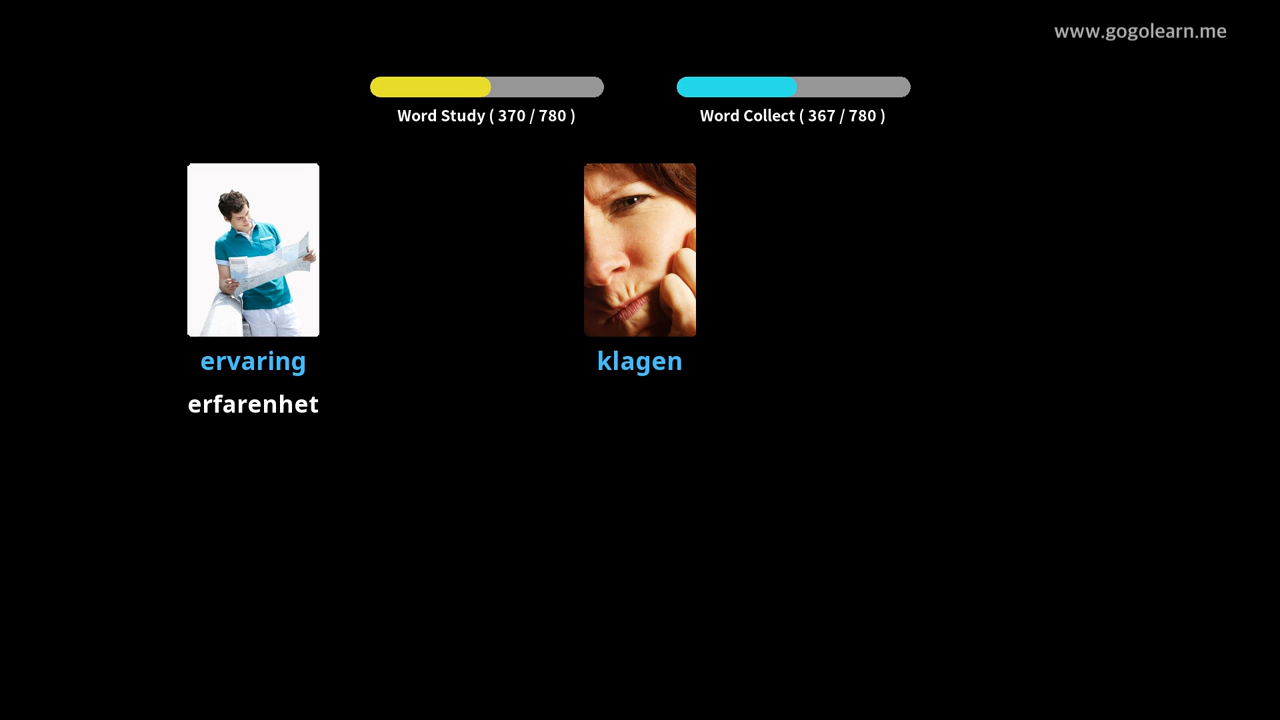 www.gogolearn.me
Word Study ( 370 / 780 )
Word Collect ( 367 / 780 )
ervaring
klagen
erfarenhet